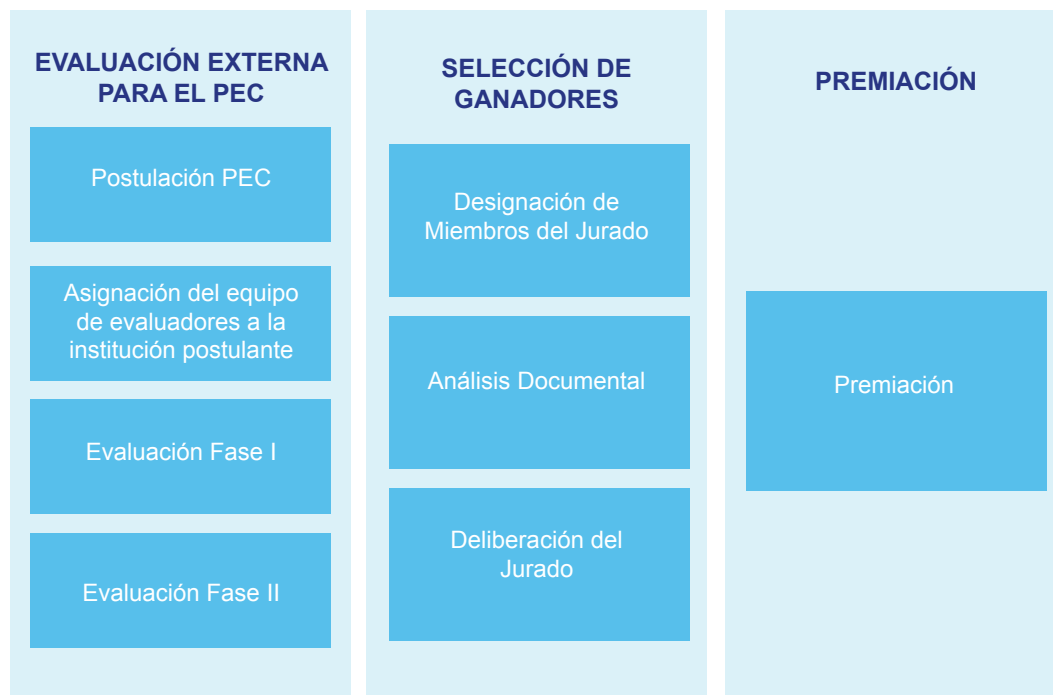 EVALUACIÓN EXTERNA
PARA EL PEC
Postulación PEC
Asignación del equipo
de evaluadores a la
institución postulante
Evaluación Fase I
Evaluación Fase II
SELECCIÓN DE
GANADORES
Designación de
Miembros del Jurado
Análisis Documental
Deliberación del
Jurado
PREMIACIÓN
Premiación